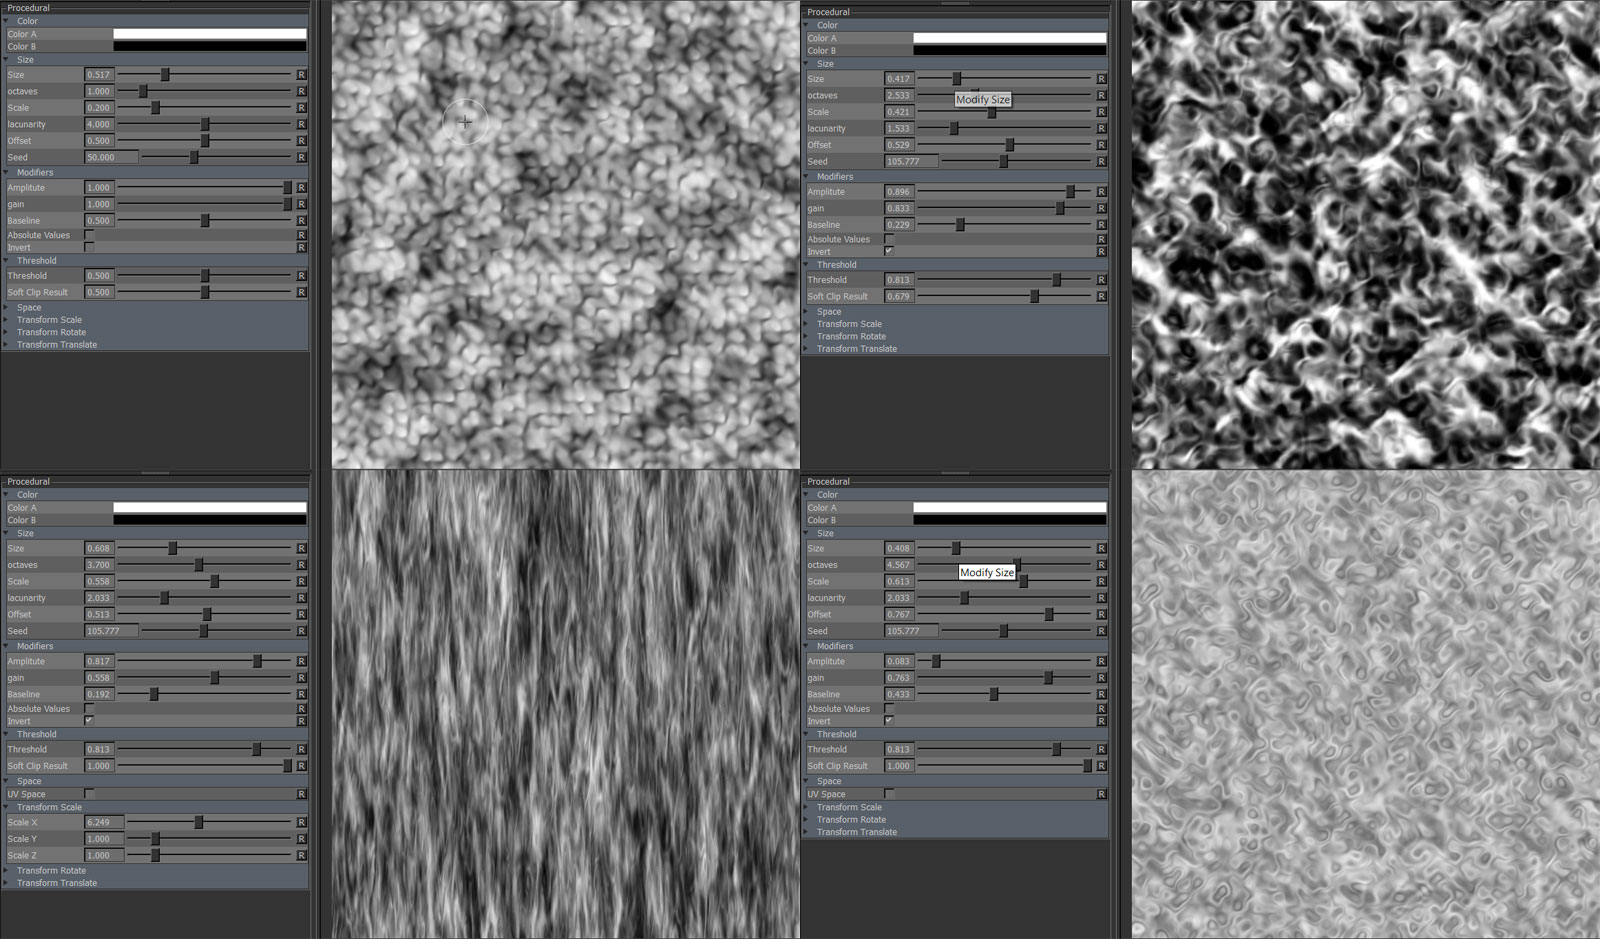 Procedural
Color
Color A
Color B
Size
Size 0.517 R
octaves 1.000 R
Scale 0.200 R
lacunarity 4.000 R
Offset 0.500 R
Seed 50.000 R
Modifiers
Amplitude 1.000 R
gain 1.000 R
Baseline 0.500 R
Absolute Values R
Invert R
Threshold
Threshold 0.500 R
Soft Clip Result 0.500 R
Space
Transform Scale
Transform Rotate
Transform Translate
Procedural
Color
Color A
Color B
Size
Size 0.417 R
octaves 2.533 R
Modify Size
Scale 0.421 R
lacunarity 1.533 R
Offset 0.529 R
Seed 105.777 R
Modifiers
Amplitude 0.896 R
gain 0.833 R
Baseline 0.229 R
Absolute Values R
Invert R
Threshold
Threshold 0.813 R
Soft Clip Result 0.679 R
Space
Transform Scale
Transform Rotate
Transform Translate
Procedural
Color
Color A
Color B
Size
Size 0.608 R
octaves 3.700 R
Scale 0.558 R
lacunarity 2.033 R
Offset 0.513 R
Seed 105.777 R
Modifiers
Amplitude 0.817 R
gain 0.558 R
Baseline 0.192 R
Absolute Values R
Invert R
Threshold
Threshold 0.813 R
Soft Clip Result 1.000 R
Space
UV Space R
Transform Scale
Scale X 6.249 R
Scale Y 1.000 R
Scale Z 1.000 R
Transform Rotate
Transform Translate
Procedural
Color
Color A
Color B
Size
Size 0.408 R
octaves 4.567 R
Modify Size
Scale 0.613 R
lacunarity 2.033 R
Offset 0.767 R
Seed 105.777 R
Modifiers
Amplitude 0.083 R
gain 0.763 R
Baseline 0.433 R
Absolute Values R
Invert R
Threshold
Threshold 0.813 R
Soft Clip Result 1.000 R
Space
UV Space R
Transform Scale
Transform Rotate
Transform Translate